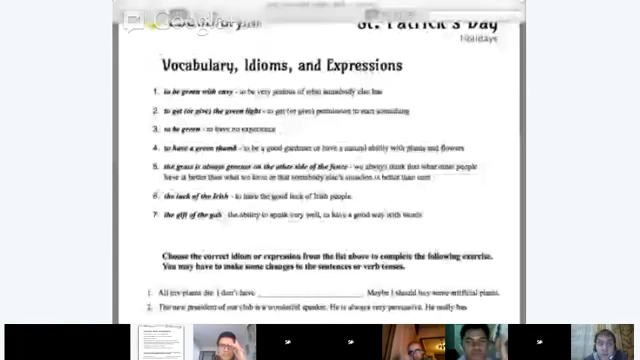 Google
St. Patrick's Day
Holidays
Vocabulary, Idioms, and Expressions
1. to be green with envy - to be very jealous of what somebody else has
2. to get (or give) the green light - to get (or give) permission to start something
3. to be green - to have no experience
4. to have a green thumb - to be a good gardener or have a natural ability with plants and flowers
5. the grass is always greener on the other side of the fence - we always think that what other people
have is better than what we have or that somebody else's situation is better than ours
6. the luck of the Irish - to have the good luck of Irish people
7. the gift of the gab - the ability to speak very well, to have a good way with words
Choose the correct idiom or expression from the list above to complete the following exercise.
You may have to make some changes to the sentences or verb tenses.
1. All my plants die. I don't have ____________________ Maybe I should buy some artificial plants.
2. The new president of our club is a wonderful speaker. He is always very persuasive. He really has